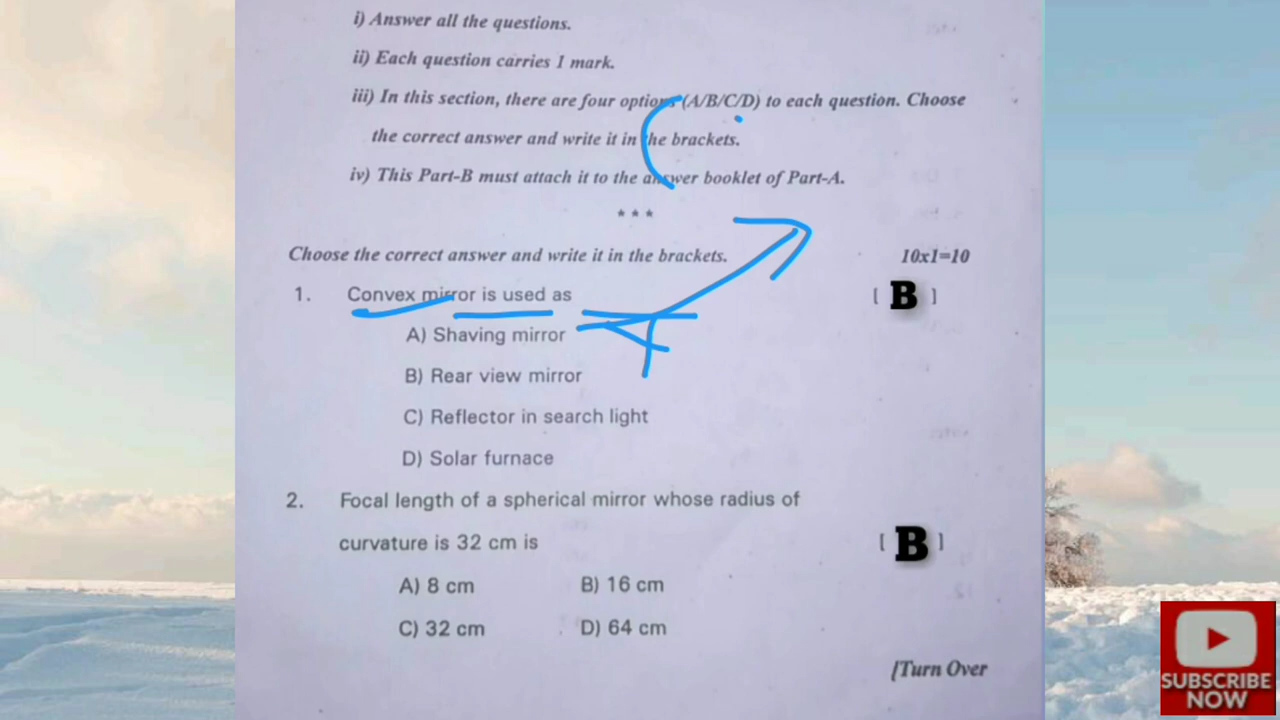 i) Answer all the questions.
ii) Each question carries 1 mark.
iii) In this section, there are four options (A/B/C/D) to each question. Choose
the correct answer and write it in the brackets.
iv) This Part-B must attach it to the answer booklet of Part-A.
***
Choose the correct answer and write it in the brackets. 10x1=10
1. Convex mirror is used as [ B ]
A) Shaving mirror
B) Rear view mirror
C) Reflector in search light
D) Solar furnace
2. Focal length of a spherical mirror whose radius of
curvature is 32 cm is [ B ]
A) 8 cm B) 16 cm
C) 32 cm D) 64 cm
[Turn Over
SUBSCRIBE
NOW